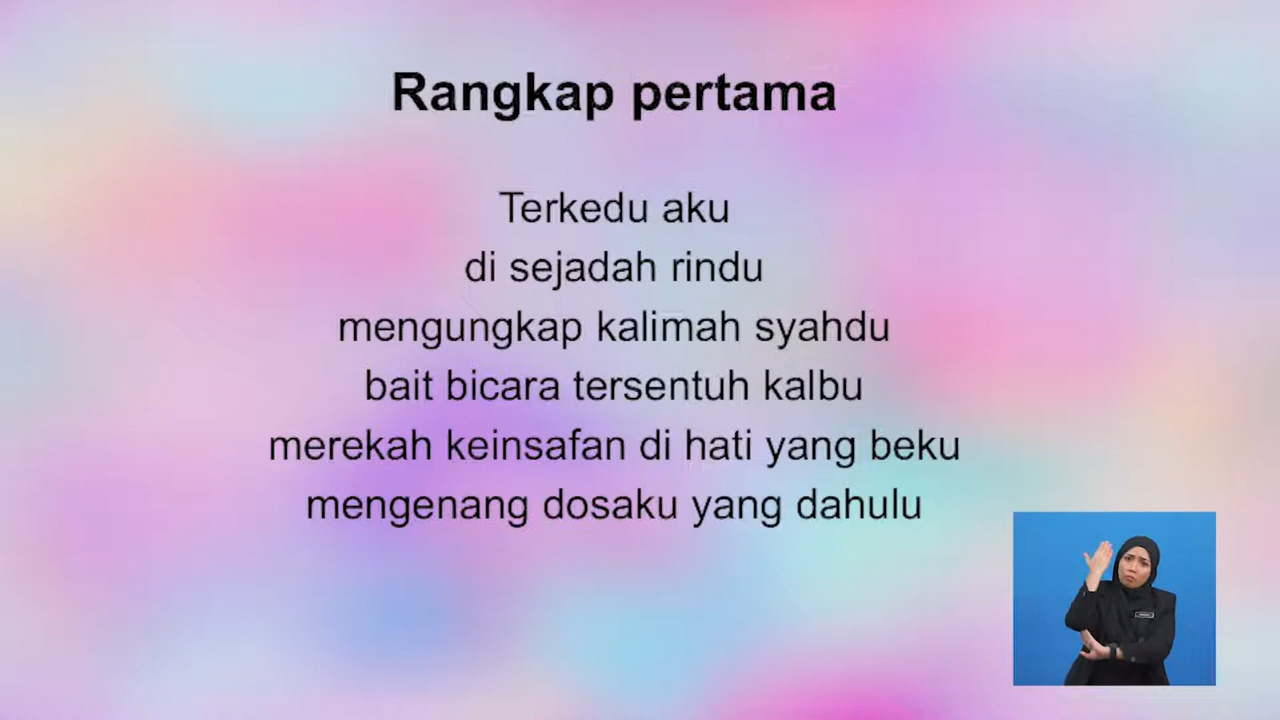 Rangkap pertama
Terkedu aku
di sejadah rindu
mengungkap kalimah syahdu
bait bicara tersentuh kalbu
merekah keinsafan di hati yang beku
mengenang dosaku yang dahulu